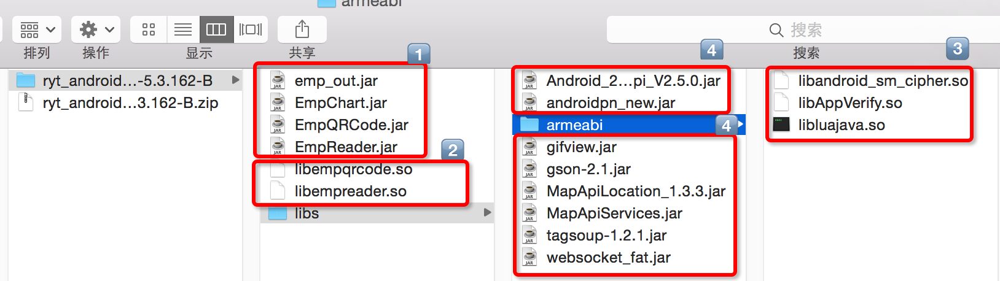 armeabi
搜索
排列
操作
显示
共享
搜索
1
4
3
ryt_android...-5.3.162-B
ryt_android...3.162-B.zip
emp_out.jar
EmpChart.jar
EmpQRCode.jar
EmpReader.jar
2
libempqrcode.so
libempreader.so
libs
Android_2...pi_V2.5.0.jar
androidpn_new.jar
armeabi
4
gifview.jar
gson-2.1.jar
MapApiLocation_1.3.3.jar
MapApiServices.jar
tagsoup-1.2.1.jar
websocket_fat.jar
libandroid_sm_cipher.so
libAppVerify.so
libluajava.so